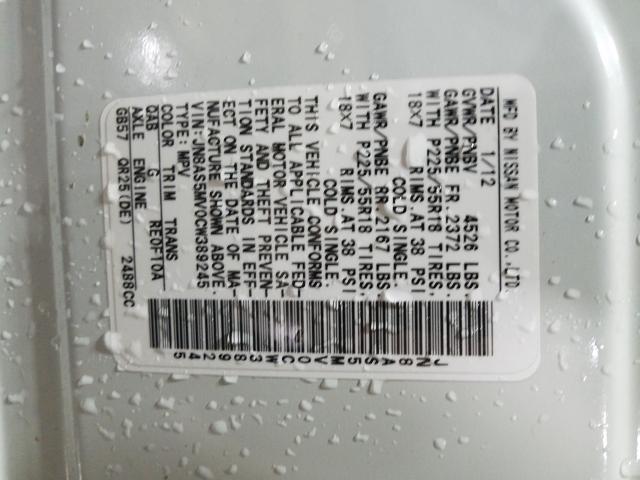 MFD BY NISSAN MOTOR CO.,LTD.
DATE 1/12
GVWR/PNBV 4526 LBS.
GAWR/PNBE FR 2372 LBS.
WITH P225/55R18 TIRES,
18X7 RIMS AT 38 PSI
COLD SINGLE.
GAWR/PNBE RR 2167 LBS
WITH P225/55R18 TIRES,
18X7 RIMS AT 38 PSI
COLD SINGLE.
THIS VEHICLE CONFORMS
TO ALL APPLICABLE FED-
ERAL MOTOR VEHICLE SA-
FETY AND THEFT PREVEN-
TION STANDARDS IN EFF-
ECT ON THE DATE OF MA-
NUFACTURE SHOWN ABOVE.
VIN:JN8AS5MV0CW389245
TYPE: MPV
COLOR TRIM TRANS
QAB G RE0F10A
AXLE ENGINE
GB57 QR25(DE) 2488CC
JN8AS5MV0CW389245